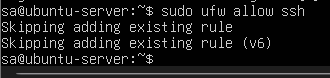 sa@ubuntu-server:~$ sudo ufw allow ssh
Skipping adding existing rule
Skipping adding existing rule (v6)
sa@ubuntu-server:~$